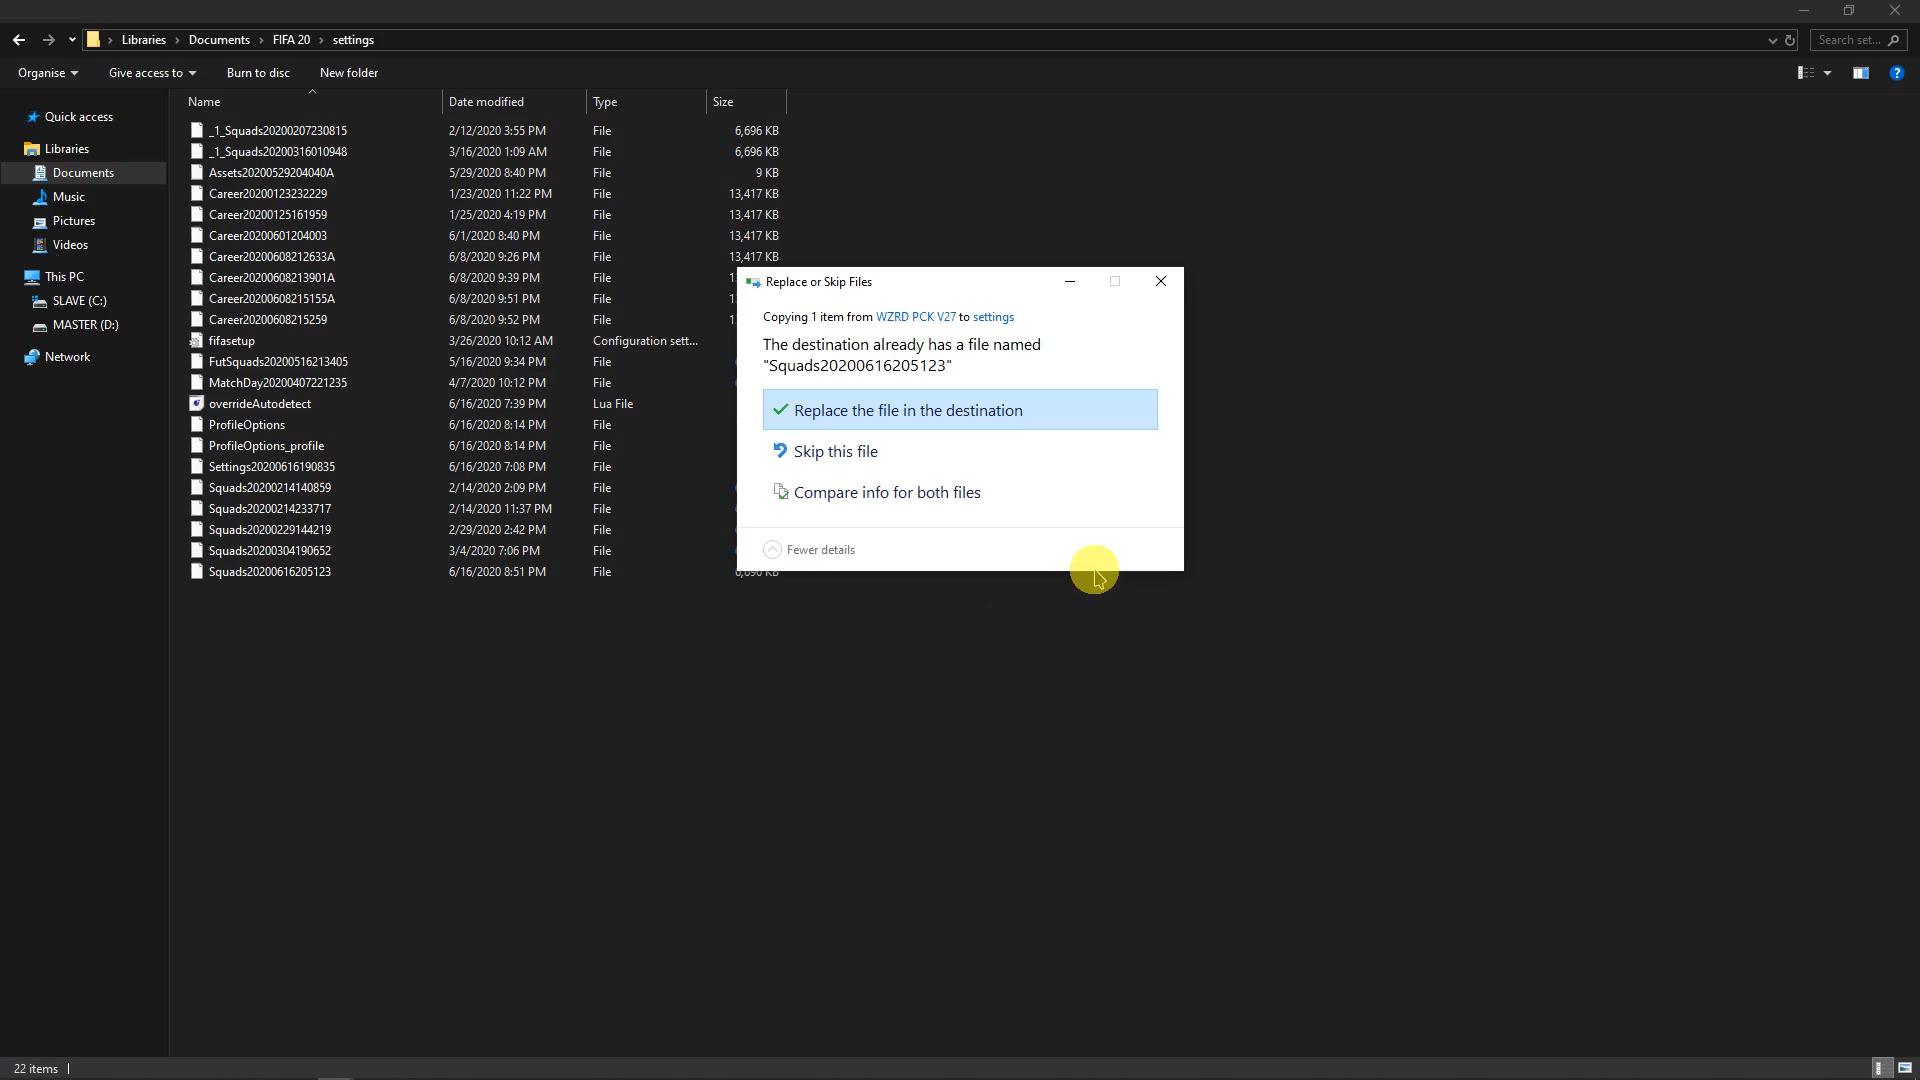 Libraries › Documents › FIFA 20 › settings
Search set...
Organise Give access to Burn to disc New folder
Quick access
Libraries
Documents
Music
Pictures
Videos
This PC
SLAVE (C:)
MASTER (D:)
Network
Name Date modified Type Size
_1_Squads20200207230815 2/12/2020 3:55 PM File 6,696 KB
_1_Squads20200316010948 3/16/2020 1:09 AM File 6,696 KB
Assets20200529204040A 5/29/2020 8:40 PM File 9 KB
Career20200123232229 1/23/2020 11:22 PM File 13,417 KB
Career20200125161959 1/25/2020 4:19 PM File 13,417 KB
Career20200601204003 6/1/2020 8:40 PM File 13,417 KB
Career20200608212633A 6/8/2020 9:26 PM File 13,417 KB
Career20200608213901A 6/8/2020 9:39 PM File
Career20200608215155A 6/8/2020 9:51 PM File
Career20200608215259 6/8/2020 9:52 PM File
fifasetup 3/26/2020 10:12 AM Configuration sett...
FutSquads20200516213405 5/16/2020 9:34 PM File
MatchDay20200407221235 4/7/2020 10:12 PM File
overrideAutodetect 6/16/2020 7:39 PM Lua File
ProfileOptions 6/16/2020 8:14 PM File
ProfileOptions_profile 6/16/2020 8:14 PM File
Settings20200616190835 6/16/2020 7:08 PM File
Squads20200214140859 2/14/2020 2:09 PM File
Squads20200214233717 2/14/2020 11:37 PM File
Squads20200229144219 2/29/2020 2:42 PM File
Squads20200304190652 3/4/2020 7:06 PM File
Squads20200616205123 6/16/2020 8:51 PM File
Replace or Skip Files
Copying 1 item from WZRD PCK V27 to settings
The destination already has a file named
"Squads20200616205123"
Replace the file in the destination
Skip this file
Compare info for both files
Fewer details
22 items